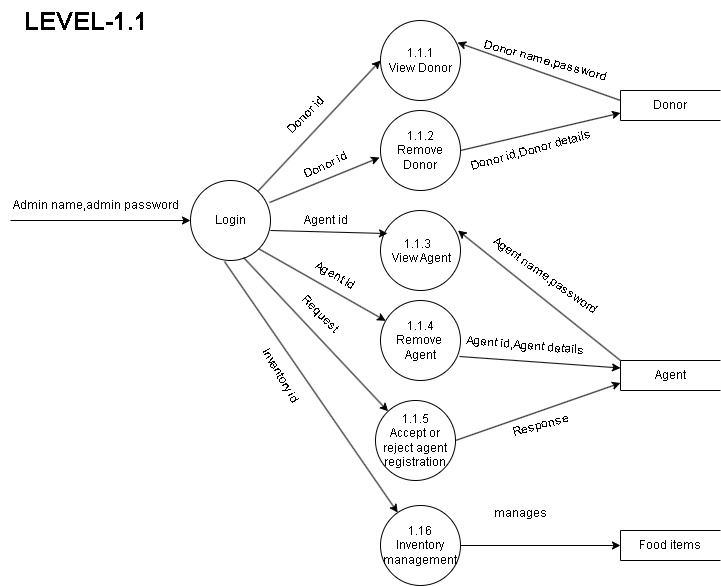 LEVEL-1.1
1.1.1
View Donor
Donor name,password
Donor
Donor id
1.1.2
Remove
Donor
Donor id,Donor details
Donor id
Admin name,admin password
Login
Agent id
1.1.3
View Agent
Agent name,password
Agent id
1.1.4
Remove
Agent
Agent id,Agent details
Agent
Request
1.1.5
Accept or
reject agent
registration
Response
Inventory id
1.16
Inventory
management
manages
Food items